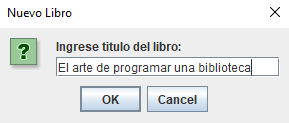 Nuevo Libro
Ingrese titulo del libro:
El arte de programar una biblioteca
OK Cancel